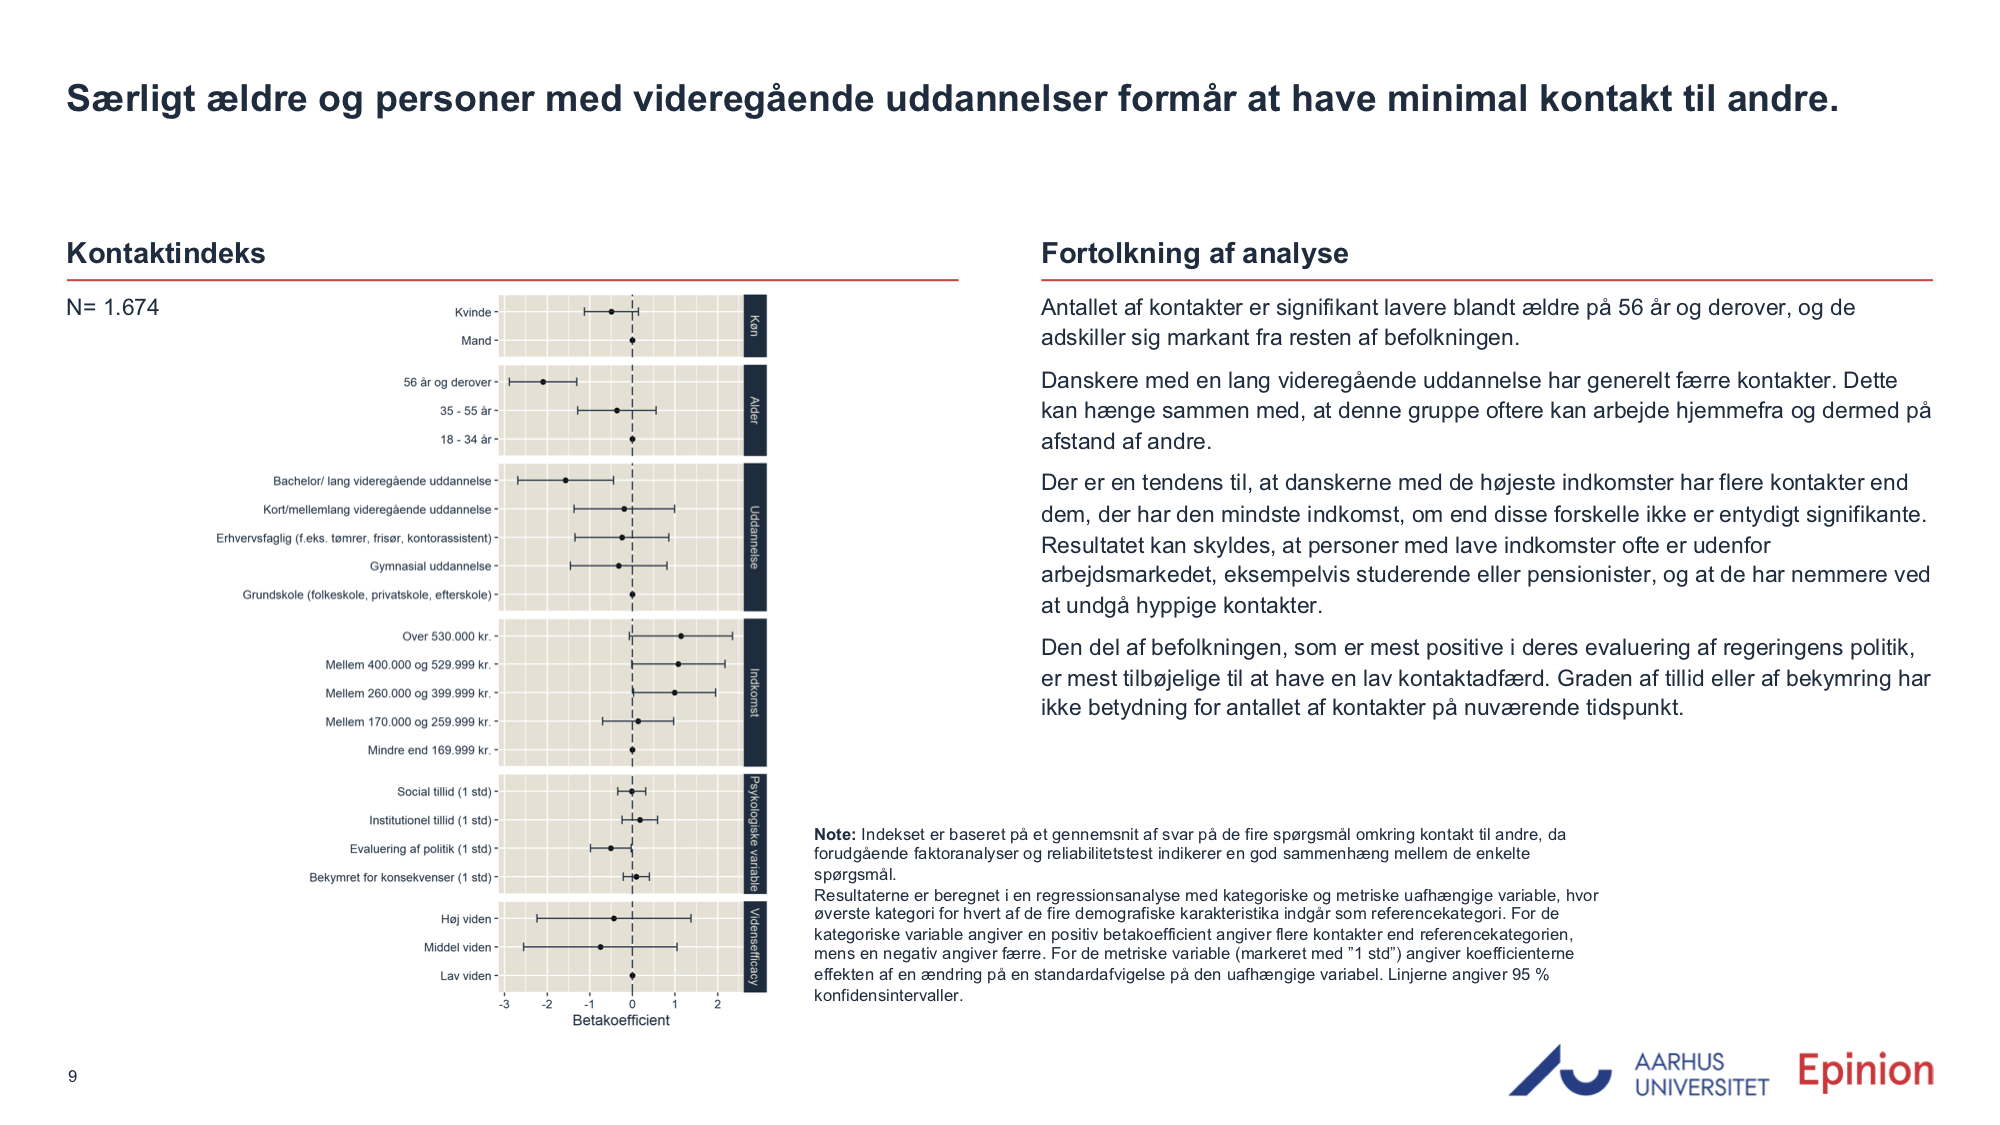 Særligt ældre og personer med videregående uddannelser formår at have minimal kontakt til andre.
Kontaktindeks
N= 1.674
Kvinde
Mand
Køn
56 år og derover
35 - 55 år
18 - 34 år
Alder
Bachelor/ lang videregående uddannelse
Kort/mellemlang videregående uddannelse
Erhvervsfaglig (f.eks. tømrer, frisør, kontorassistent)
Gymnasial uddannelse
Grundskole (folkeskole, privatskole, efterskole)
Uddannelse
Over 530.000 kr.
Mellem 400.000 og 529.999 kr.
Mellem 260.000 og 399.999 kr.
Mellem 170.000 og 259.999 kr.
Mindre end 169.999 kr.
Indkomst
Social tillid (1 std)
Institutionel tillid (1 std)
Evaluering af politik (1 std)
Bekymret for konsekvenser (1 std)
Psykologiske variable
Høj viden
Middel viden
Lav viden
Vidensefficacy
-3 -2 -1 0 1 2
Betakoefficient
Fortolkning af analyse
Antallet af kontakter er signifikant lavere blandt ældre på 56 år og derover, og de
adskiller sig markant fra resten af befolkningen.
Danskere med en lang videregående uddannelse har generelt færre kontakter. Dette
kan hænge sammen med, at denne gruppe oftere kan arbejde hjemmefra og dermed på
afstand af andre.
Der er en tendens til, at danskerne med de højeste indkomster har flere kontakter end
dem, der har den mindste indkomst, om end disse forskelle ikke er entydigt signifikante.
Resultatet kan skyldes, at personer med lave indkomster ofte er udenfor
arbejdsmarkedet, eksempelvis studerende eller pensionister, og at de har nemmere ved
at undgå hyppige kontakter.
Den del af befolkningen, som er mest positive i deres evaluering af regeringens politik,
er mest tilbøjelige til at have en lav kontaktadfærd. Graden af tillid eller af bekymring har
ikke betydning for antallet af kontakter på nuværende tidspunkt.
Note: Indekset er baseret på et gennemsnit af svar på de fire spørgsmål omkring kontakt til andre, da
forudgående faktoranalyser og reliabilitetstest indikerer en god sammenhæng mellem de enkelte
spørgsmål.
Resultaterne er beregnet i en regressionsanalyse med kategoriske og metriske uafhængige variable, hvor
øverste kategori for hvert af de fire demografiske karakteristika indgår som referencekategori. For de
kategoriske variable angiver en positiv betakoefficient angiver flere kontakter end referencekategorien,
mens en negativ angiver færre. For de metriske variable (markeret med ”1 std”) angiver koefficienterne
effekten af en ændring på en standardafvigelse på den uafhængige variabel. Linjerne angiver 95 %
konfidensintervaller.
9
AARHUS
UNIVERSITET
Epinion